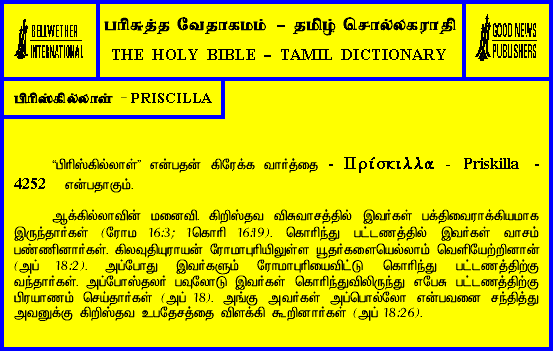 BELLWETHER
INTERNATIONAL
பரிசுத்த வேதாகமம் – தமிழ் சொல்லகராதி
THE HOLY BIBLE – TAMIL DICTIONARY
GOOD NEWS
PUBLISHERS
பிரிஸ்கில்லாள் – PRISCILLA
“பிரிஸ்கில்லாள்” என்பதன் கிரேக்க வார்த்தை - Πρίσκιλλα - Priskilla -
4252 என்பதாகும்.
ஆக்கில்லாவின் மனைவி. கிறிஸ்தவ விசுவாசத்தில் இவர்கள் பக்திவைராக்கியமாக
இருந்தார்கள் (ரோம 16:3; 1கொரி 16:19). கொரிந்து பட்டணத்தில் இவர்கள் வாசம்
பண்ணினார்கள். கிலவுதியுராயன் ரோமாபுரியிலுள்ள யூதர்களையெல்லாம் வெளியேற்றினான்
(அப் 18:2). அப்போது இவர்களும் ரோமாபுரியைவிட்டு கொரிந்து பட்டணத்திற்கு
வந்தார்கள். அப்போஸ்தலர் பவுலோடு இவர்கள் கொரிந்துவிலிருந்து எபேசு பட்டணத்திற்கு
பிரயாணம் செய்தார்கள் (அப் 18). அங்கு அவர்கள் அப்பொல்லோ என்பவனை சந்தித்து
அவனுக்கு கிறிஸ்தவ உபதேசத்தை விளக்கி கூறினார்கள் (அப் 18:26).